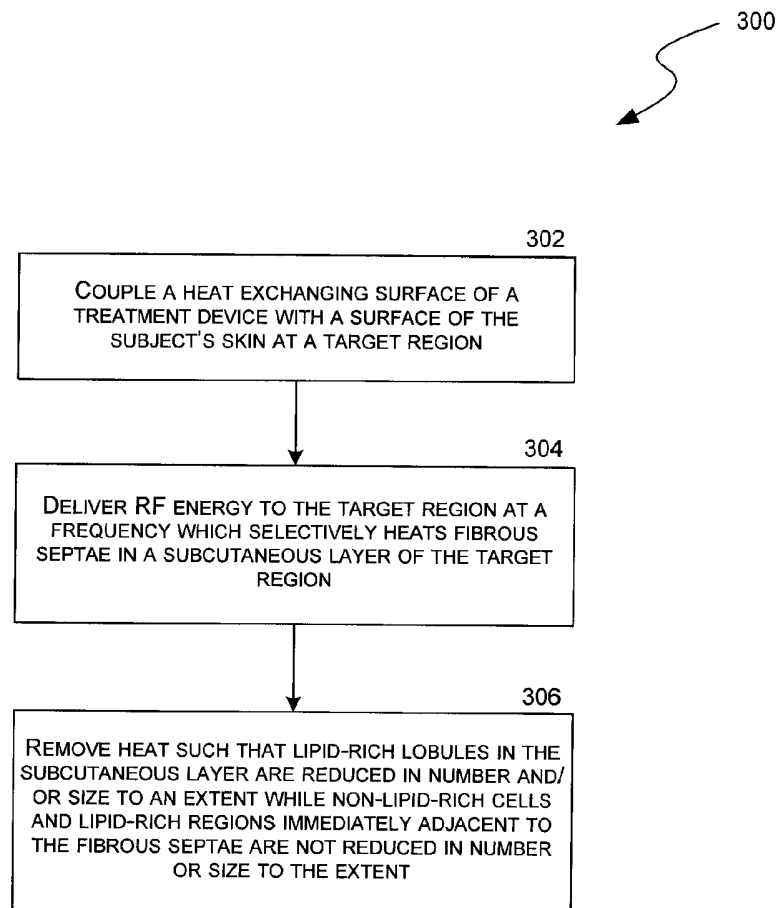 300
302
COUPLE A HEAT EXCHANGING SURFACE OF A
TREATMENT DEVICE WITH A SURFACE OF THE
SUBJECT'S SKIN AT A TARGET REGION
304
DELIVER RF ENERGY TO THE TARGET REGION AT A
FREQUENCY WHICH SELECTIVELY HEATS FIBROUS
SEPTAE IN A SUBCUTANEOUS LAYER OF THE TARGET
REGION
306
REMOVE HEAT SUCH THAT LIPID-RICH LOBULES IN THE
SUBCUTANEOUS LAYER ARE REDUCED IN NUMBER AND/
OR SIZE TO AN EXTENT WHILE NON-LIPID-RICH CELLS
AND LIPID-RICH REGIONS IMMEDIATELY ADJACENT TO
THE FIBROUS SEPTAE ARE NOT REDUCED IN NUMBER
OR SIZE TO THE EXTENT